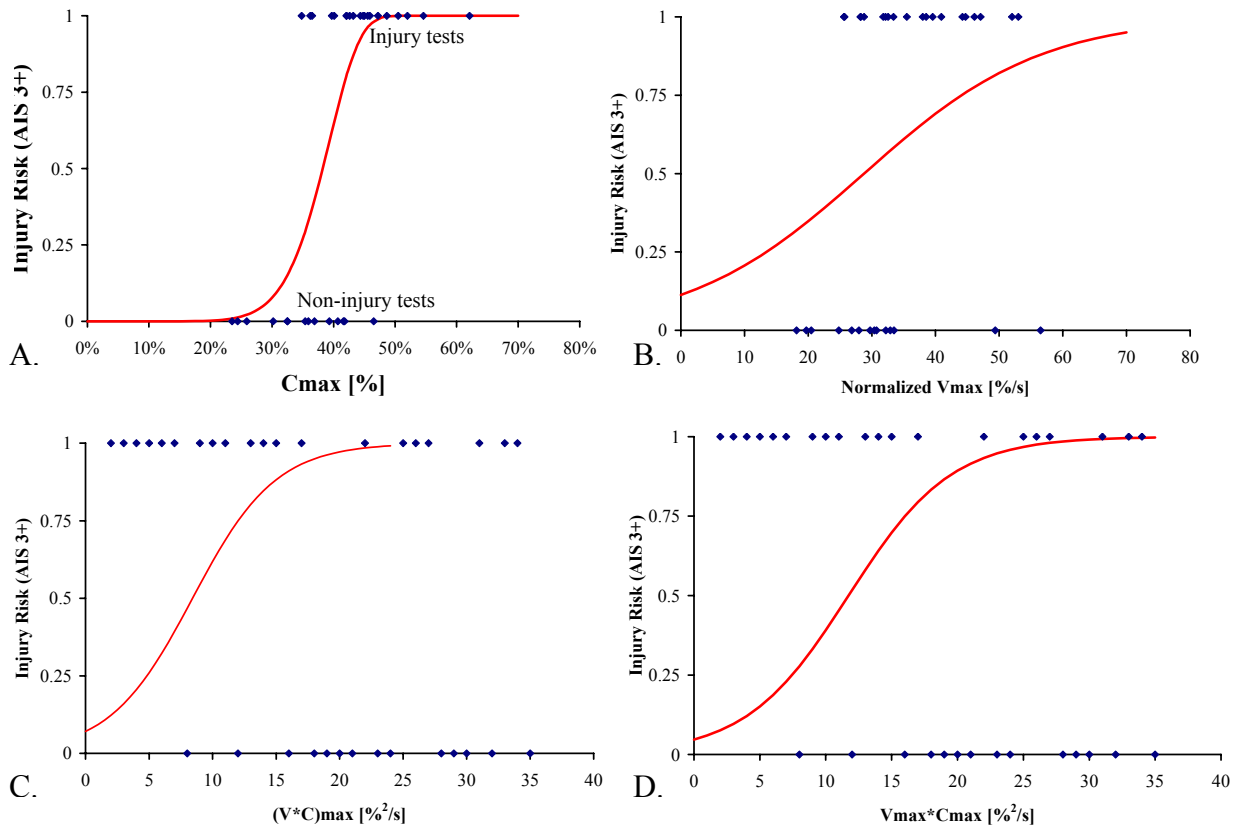 1
0.75
0.5
0.25
0
Injury Risk (AIS 3+)
Injury tests
Non-injury tests
0% 10% 20% 30% 40% 50% 60% 70% 80%
A.
Cmax [%]
1
0.75
0.5
0.25
0
Injury Risk (AIS 3+)
0 10 20 30 40 50 60 70 80
B.
Normalized Vmax [%/s]
1
0.75
0.5
0.25
0
Injury Risk (AIS 3+)
0 5 10 15 20 25 30 35 40
C.
(V*C)max [%²/s]
1
0.75
0.5
0.25
0
Injury Risk (AIS 3+)
0 5 10 15 20 25 30 35 40
D.
Vmax*Cmax [%²/s]